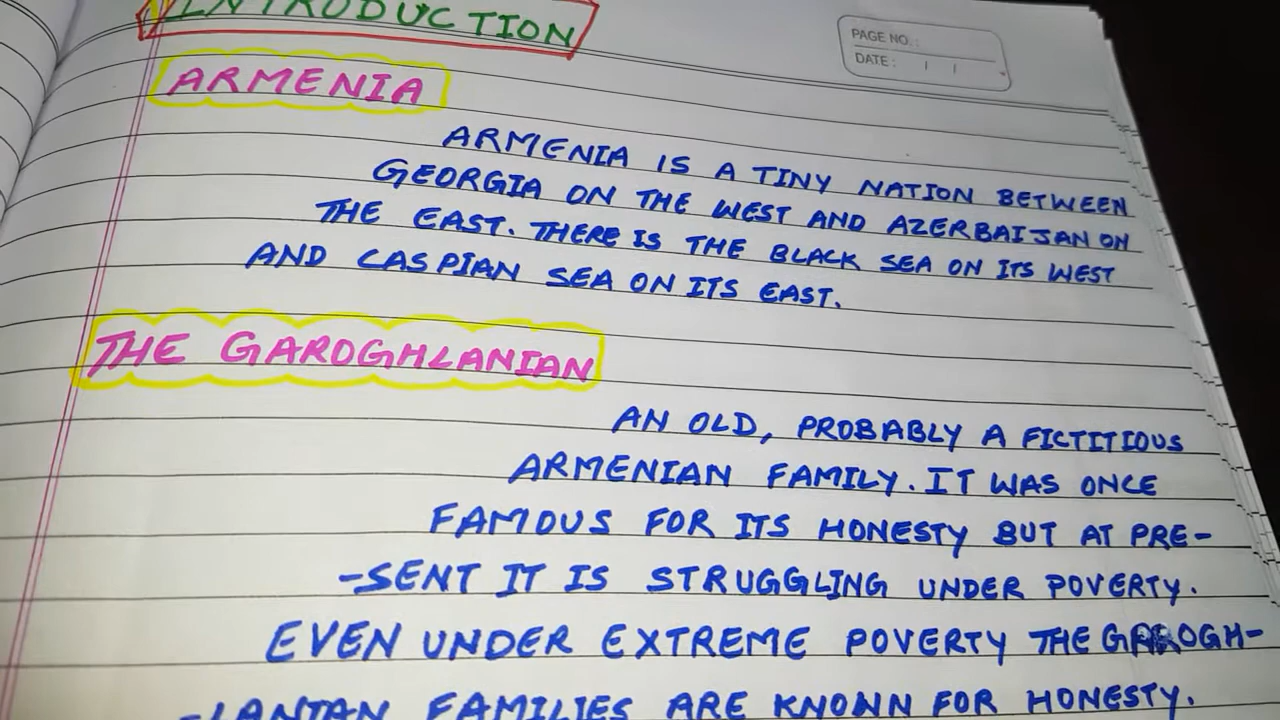 INTRODUCTION
PAGE NO.:
DATE: / /
ARMENIA
ARMENIA IS A TINY NATION BETWEEN
GEORGIA ON THE WEST AND AZERBAIJAN ON
THE EAST. THERE IS THE BLACK SEA ON ITS WEST
AND CASPIAN SEA ON ITS EAST.
THE GAROGHLANIAN
AN OLD, PROBABLY A FICTITIOUS
ARMENIAN FAMILY. IT WAS ONCE
FAMOUS FOR ITS HONESTY BUT AT PRE-
-SENT IT IS STRUGGLING UNDER POVERTY.
EVEN UNDER EXTREME POVERTY THE GAROGH-
-LANIAN FAMILIES ARE KNOWN FOR HONESTY.